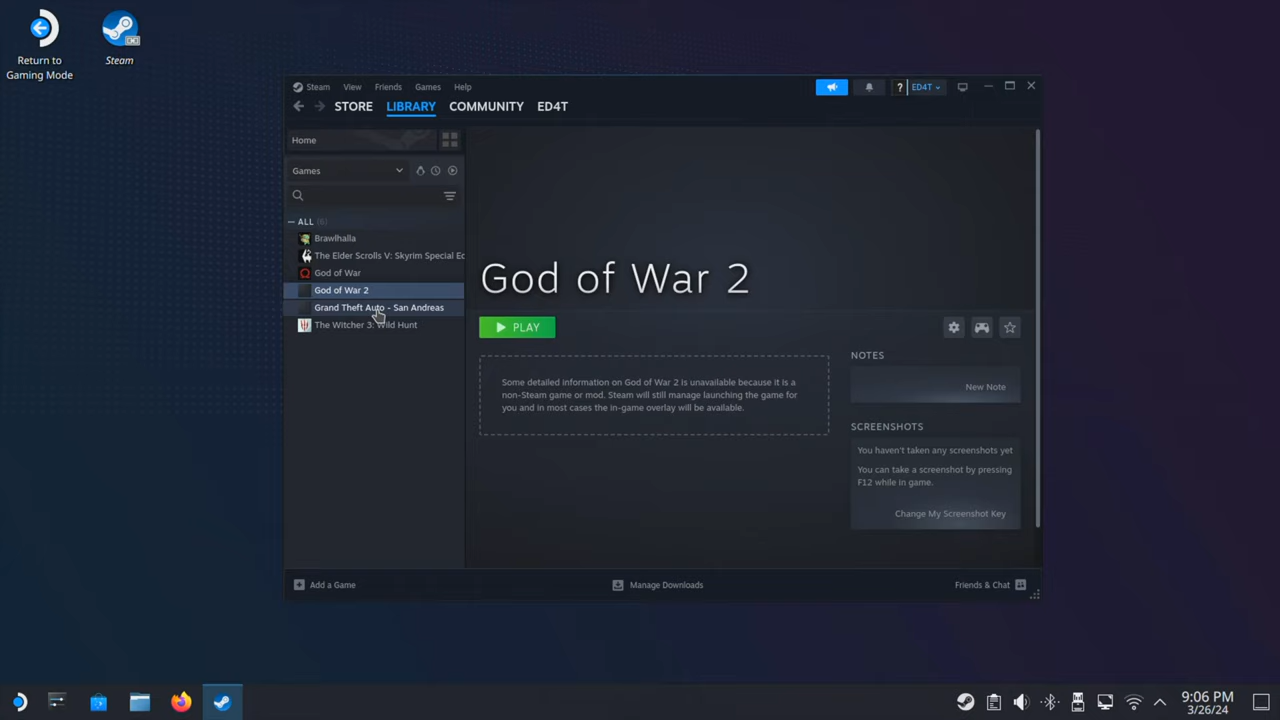 Return to
Gaming Mode
Steam
Steam View Friends Games Help
? ED4T
STORE LIBRARY COMMUNITY ED4T
Home
Games
ALL (6)
Brawlhalla
The Elder Scrolls V: Skyrim Special Ed
God of War
God of War 2
Grand Theft Auto - San Andreas
The Witcher 3: Wild Hunt
God of War 2
PLAY
Some detailed information on God of War 2 is unavailable because it is a
non-Steam game or mod. Steam will still manage launching the game for
you and in most cases the in-game overlay will be available.
NOTES
New Note
SCREENSHOTS
You haven't taken any screenshots yet
You can take a screenshot by pressing
F12 while in game.
Change My Screenshot Key
Add a Game
Manage Downloads
Friends & Chat
9:06 PM
3/26/24